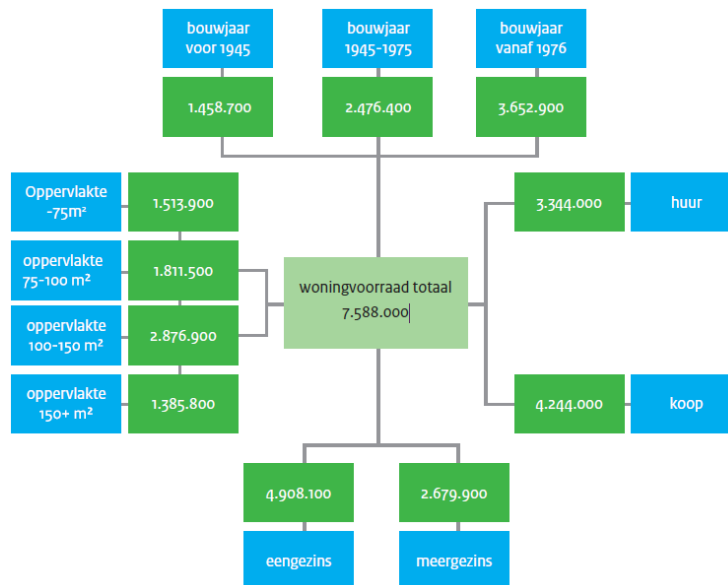 bouwjaar
voor 1945
bouwjaar
1945-1975
bouwjaar
vanaf 1976
1.458.700
2.476.400
3.652.900
Oppervlakte
-75m²
1.513.900
3.344.000
huur
oppervlakte
75-100 m²
1.811.500
woningvoorraad totaal
7.588.000
oppervlakte
100-150 m²
2.876.900
oppervlakte
150+ m²
1.385.800
4.244.000
koop
4.908.100
2.679.900
eengezins
meergezins